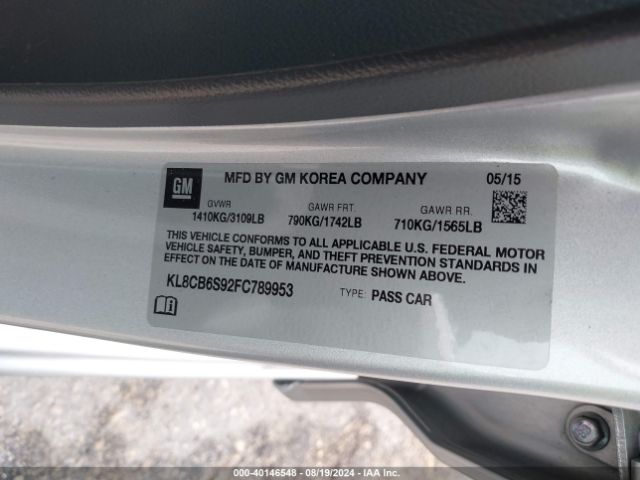 GM
MFD BY GM KOREA COMPANY 05/15
GVWR GAWR FRT. GAWR RR.
1410KG/3109LB 790KG/1742LB 710KG/1565LB
THIS VEHICLE CONFORMS TO ALL APPLICABLE U.S. FEDERAL MOTOR
VEHICLE SAFETY, BUMPER, AND THEFT PREVENTION STANDARDS IN
EFFECT ON THE DATE OF MANUFACTURE SHOWN ABOVE.
KL8CB6S92FC789953 TYPE: PASS CAR
000-40146548 - 08/19/2024 - IAA Inc.